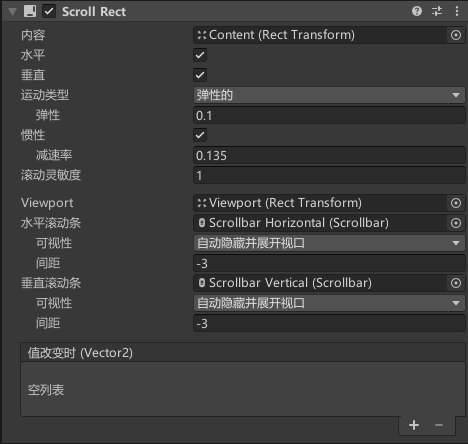 Scroll Rect
内容 Content (Rect Transform)
水平
垂直
运动类型 弹性的
弹性 0.1
惯性
减速率 0.135
滚动灵敏度 1
Viewport Viewport (Rect Transform)
水平滚动条 Scrollbar Horizontal (Scrollbar)
可视性 自动隐藏并展开视口
间距 -3
垂直滚动条 Scrollbar Vertical (Scrollbar)
可视性 自动隐藏并展开视口
间距 -3
值改变时 (Vector2)
空列表